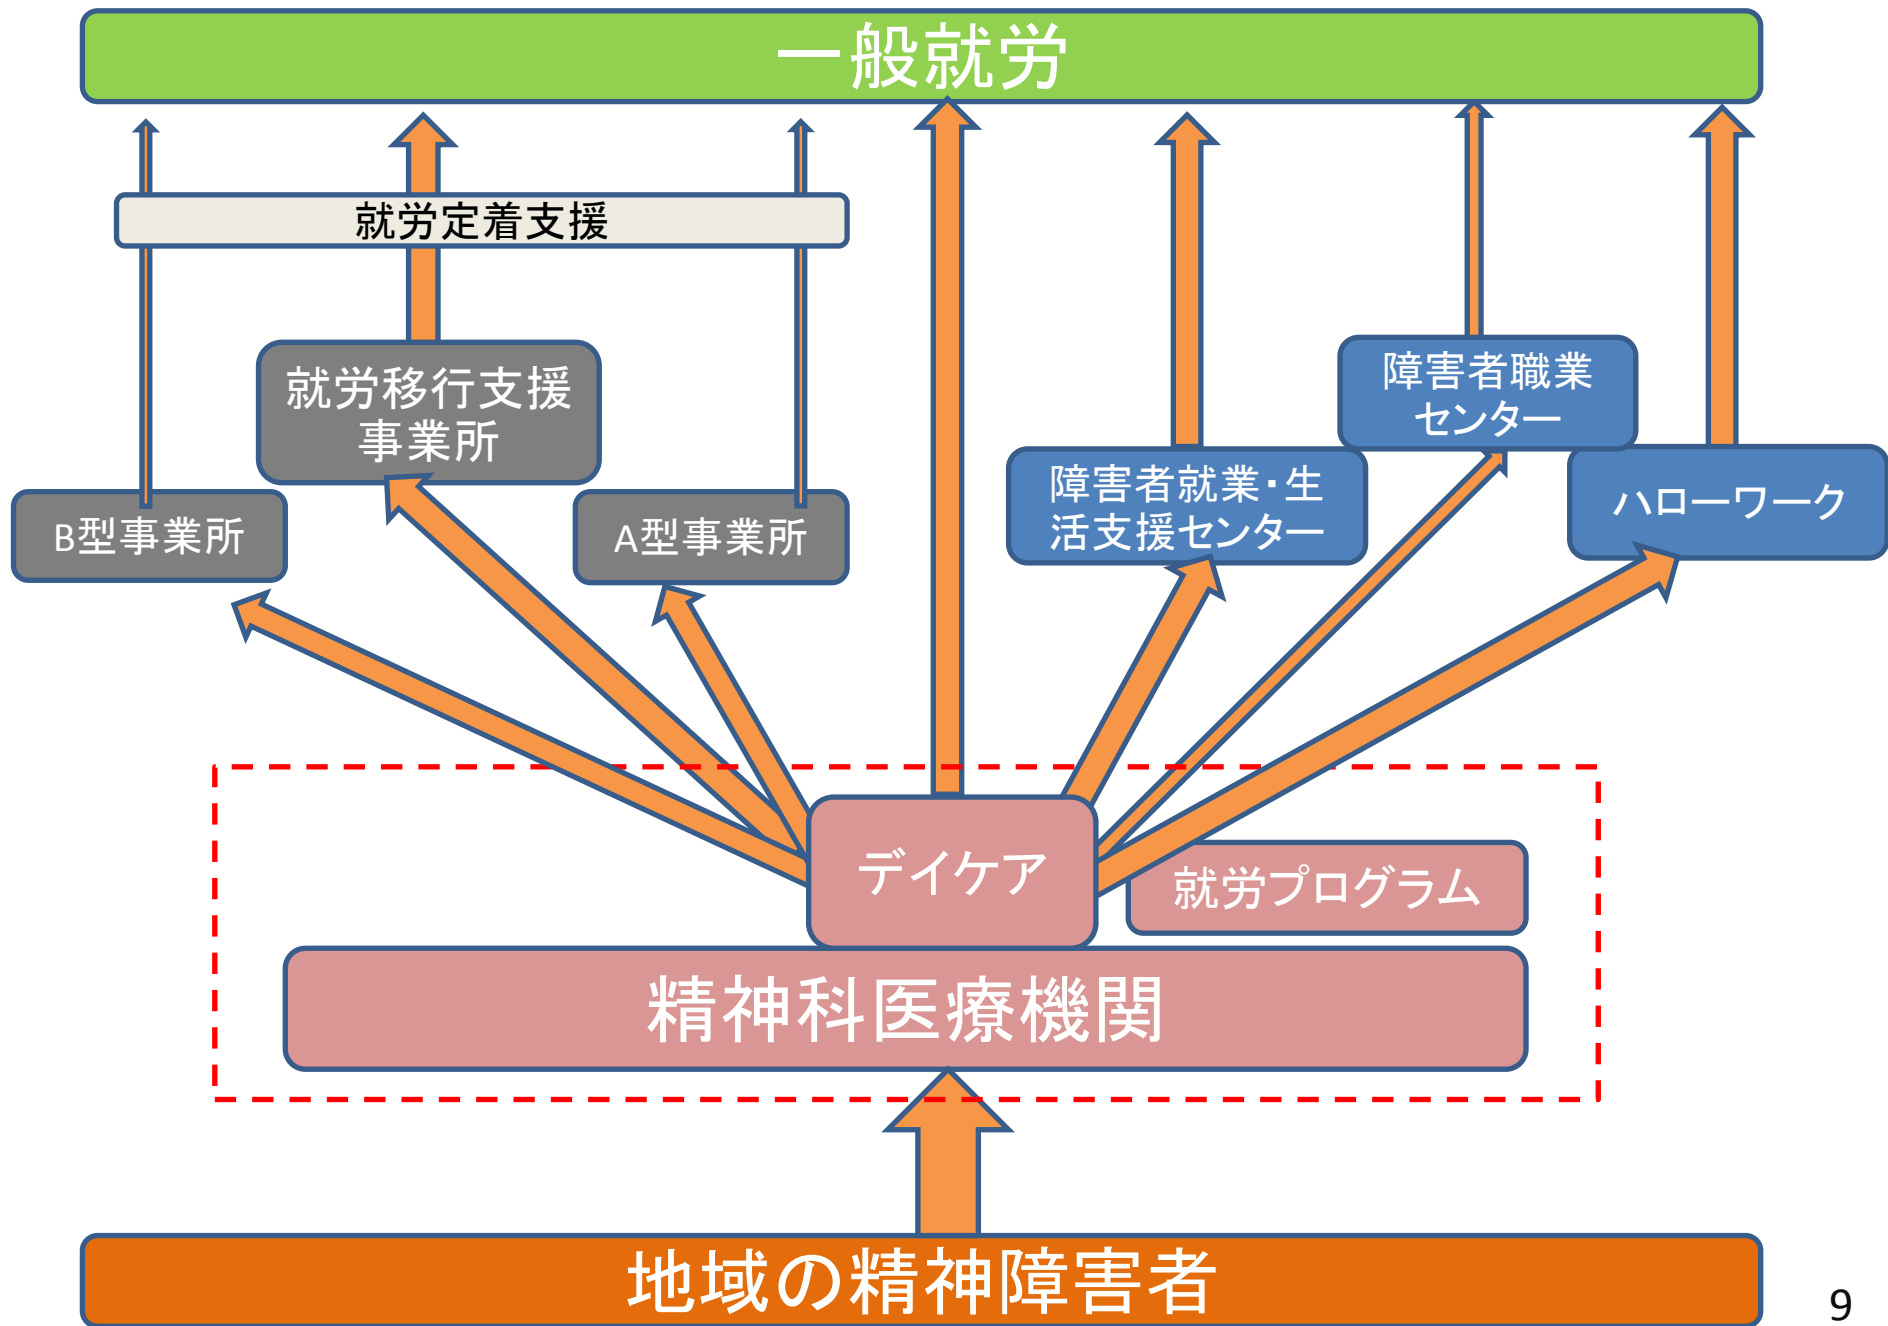 一般就労
就労定着支援
就労移行支援
事業所
障害者職業
センター
B型事業所
A型事業所
障害者就業・生
活支援センター
ハローワーク
デイケア
就労プログラム
精神科医療機関
地域の精神障害者
9